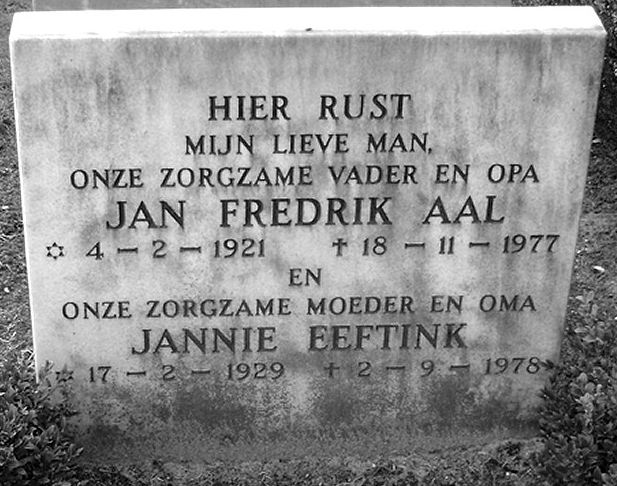 HIER RUST
MIJN LIEVE MAN,
ONZE ZORGZAME VADER EN OPA
JAN FREDRIK AAL
✡ 4 – 2 – 1921 † 18 – 11 – 1977
EN
ONZE ZORGZAME MOEDER EN OMA
JANNIE EEFTINK
✡ 17 – 2 – 1929 † 2 – 9 – 1978